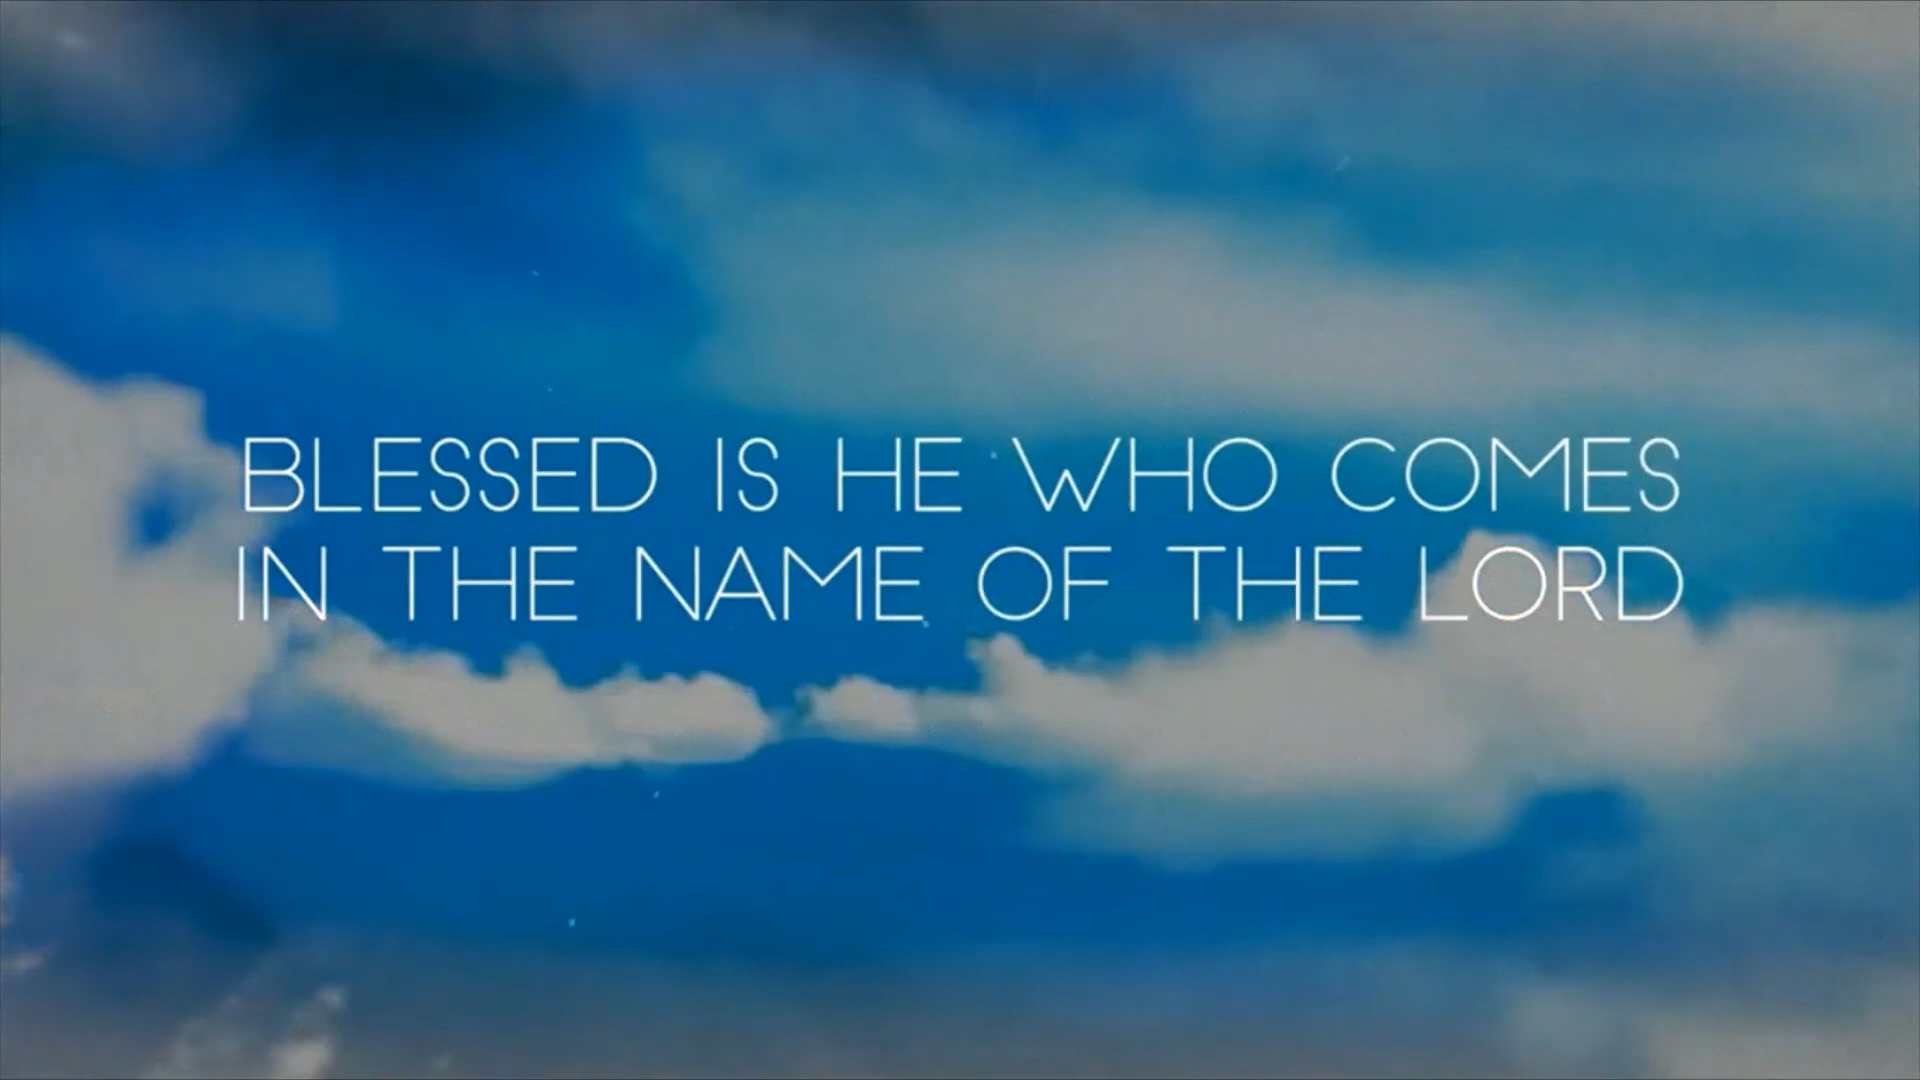 BLESSED IS HE WHO COMES
IN THE NAME OF THE LORD